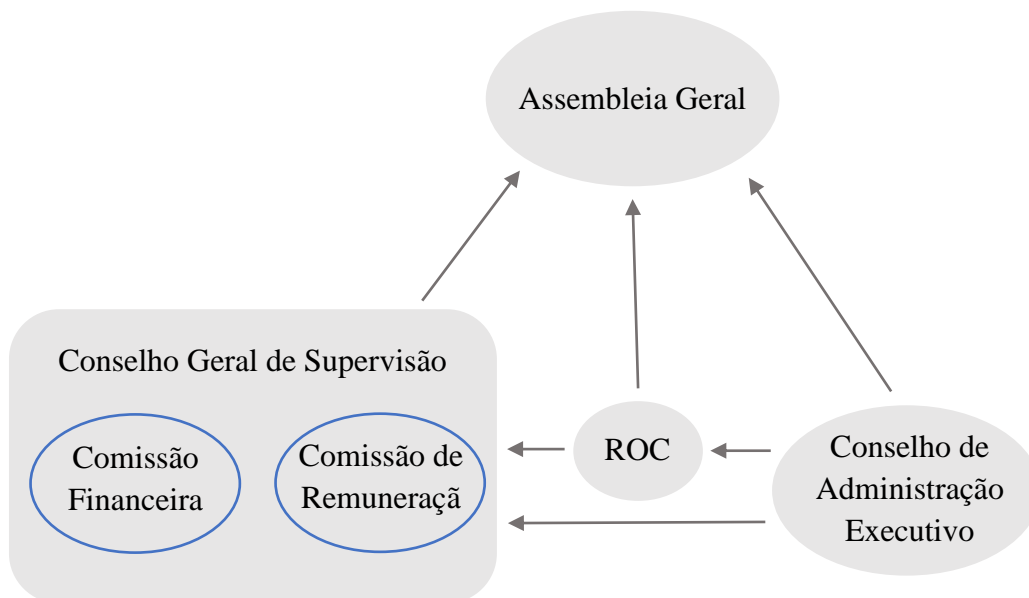 Assembleia Geral
Conselho Geral de Supervisão
Comissão
Financeira
Comissão de
Remuneraçã
ROC
Conselho de
Administração
Executivo